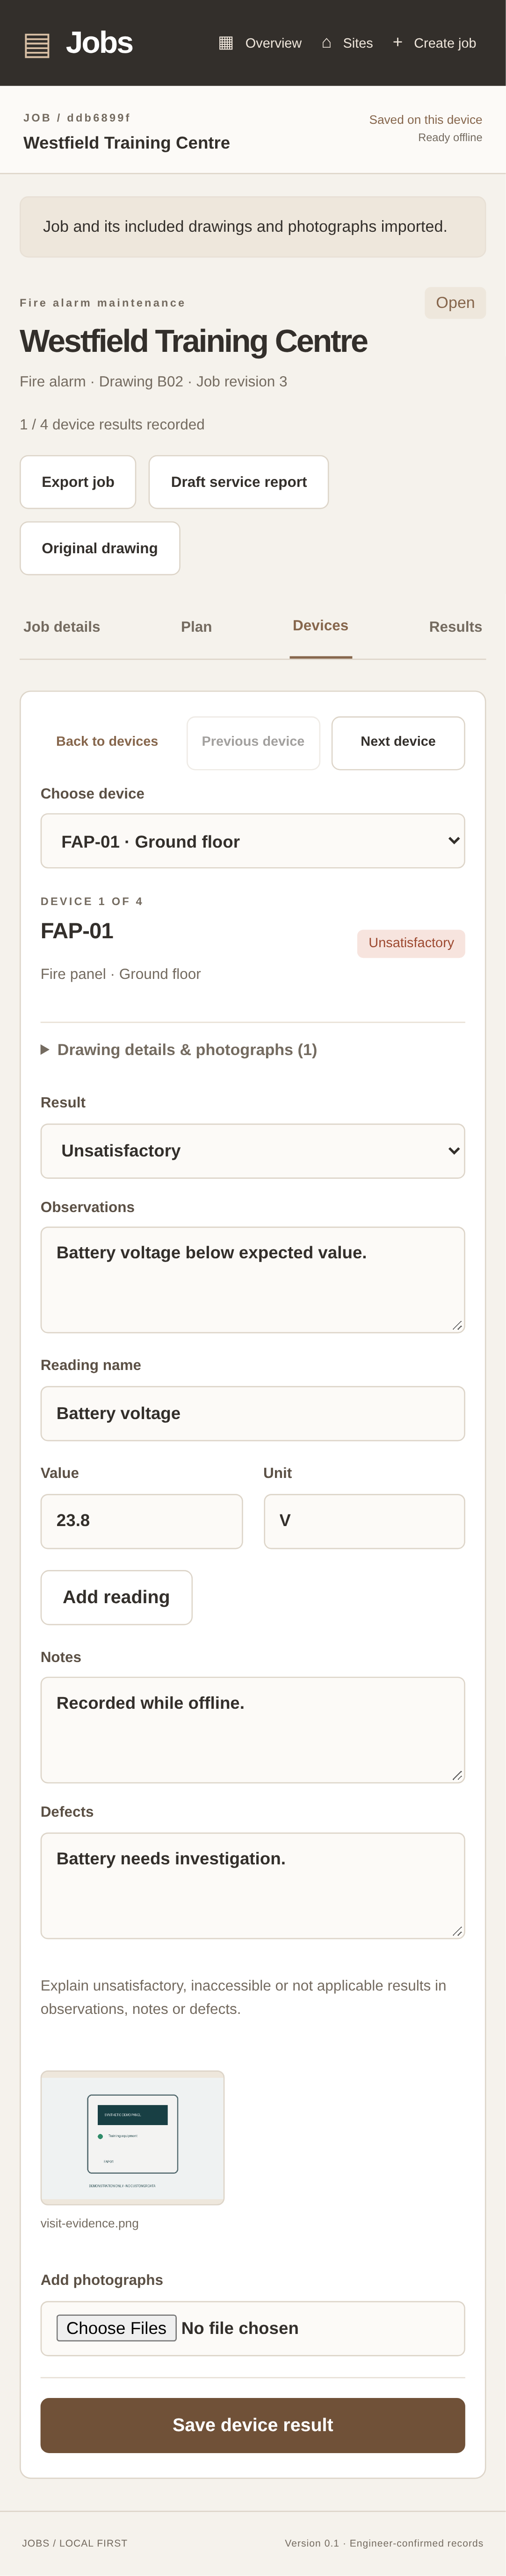 Jobs
Overview
Sites
+ Create job
JOB / ddb6899f
Westfield Training Centre
Saved on this device
Ready offline
Job and its included drawings and photographs imported.
Fire alarm maintenance
Open
Westfield Training Centre
Fire alarm · Drawing B02 · Job revision 3
1 / 4 device results recorded
Export job
Draft service report
Original drawing
Job details
Plan
Devices
Results
Back to devices
Previous device
Next device
Choose device
FAP-01 · Ground floor
DEVICE 1 OF 4
FAP-01
Unsatisfactory
Fire panel · Ground floor
Drawing details & photographs (1)
Result
Unsatisfactory
Observations
Battery voltage below expected value.
Reading name
Battery voltage
Value
Unit
23.8
V
Add reading
Notes
Recorded while offline.
Defects
Battery needs investigation.
Explain unsatisfactory, inaccessible or not applicable results in
observations, notes or defects.
visit-evidence.png
Add photographs
Choose Files No file chosen
Save device result
JOBS / LOCAL FIRST
Version 0.1 · Engineer-confirmed records